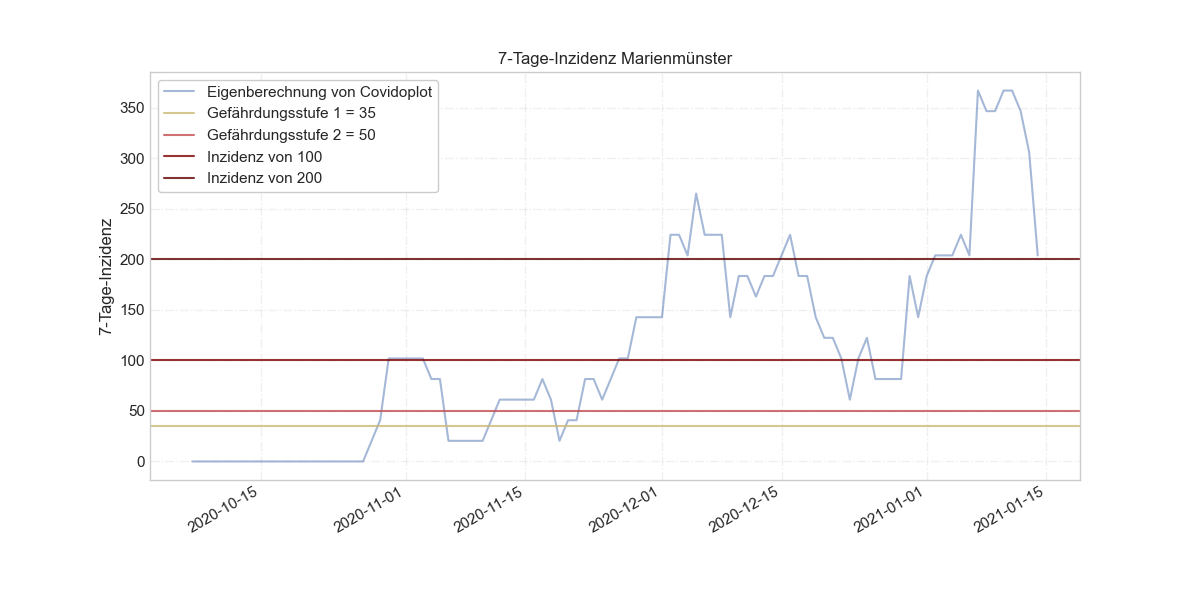 7-Tage-Inzidenz Marienmünster
Eigenberechnung von Covidoplot
Gefährdungsstufe 1 = 35
Gefährdungsstufe 2 = 50
Inzidenz von 100
Inzidenz von 200
7-Tage-Inzidenz
350
300
250
200
150
100
50
0
2020-10-15
2020-11-01
2020-11-15
2020-12-01
2020-12-15
2021-01-01
2021-01-15